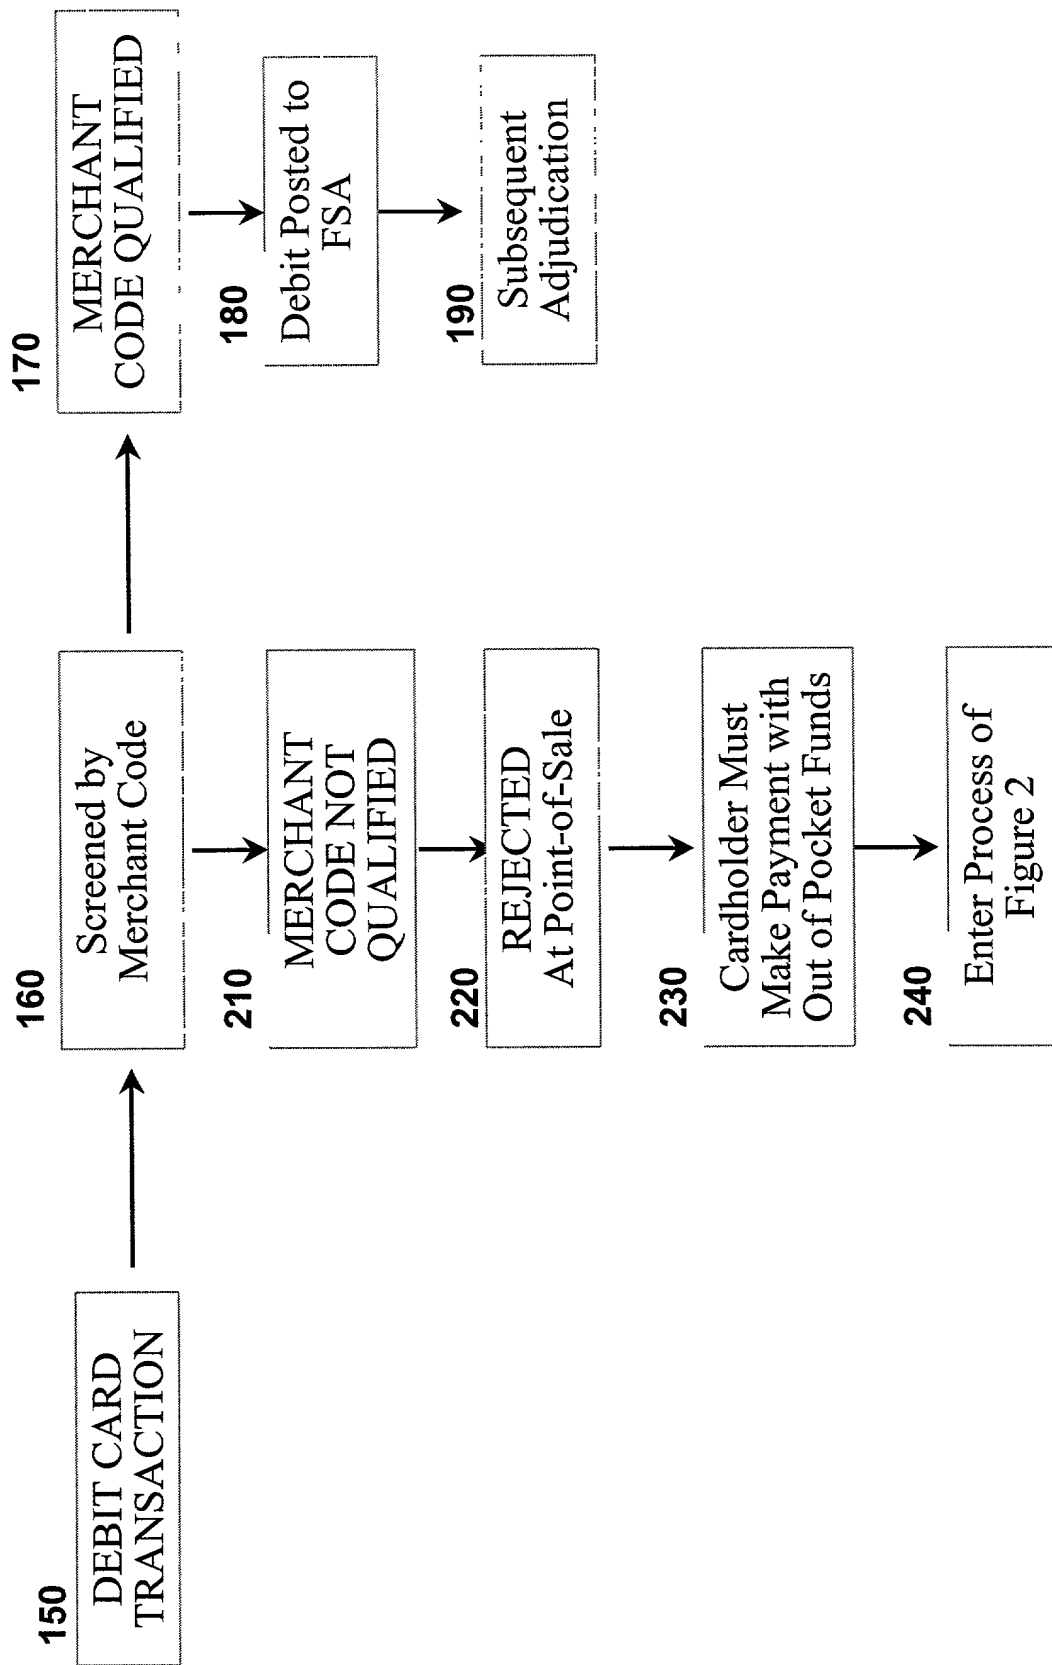 150
DEBIT CARD
TRANSACTION
160
Screened by
Merchant Code
170
MERCHANT
CODE QUALIFIED
180
Debit Posted to
FSA
190
Subsequent
Adjudication
210
MERCHANT
CODE NOT
QUALIFIED
220
REJECTED
At Point-of-Sale
230
Cardholder Must
Make Payment with
Out of Pocket Funds
240
Enter Process of
Figure 2